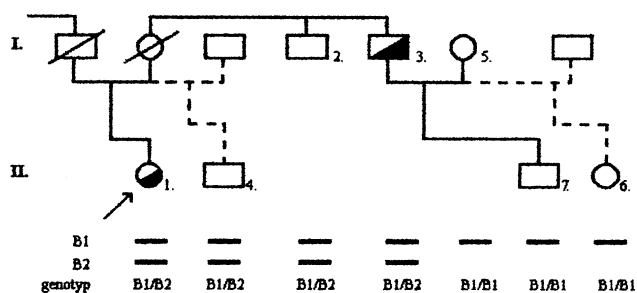 I. 2. 3. 5.
II. 1. 4. 7. 6.
B1
B2
genotyp B1/B2 B1/B2 B1/B2 B1/B2 B1/B1 B1/B1 B1/B1